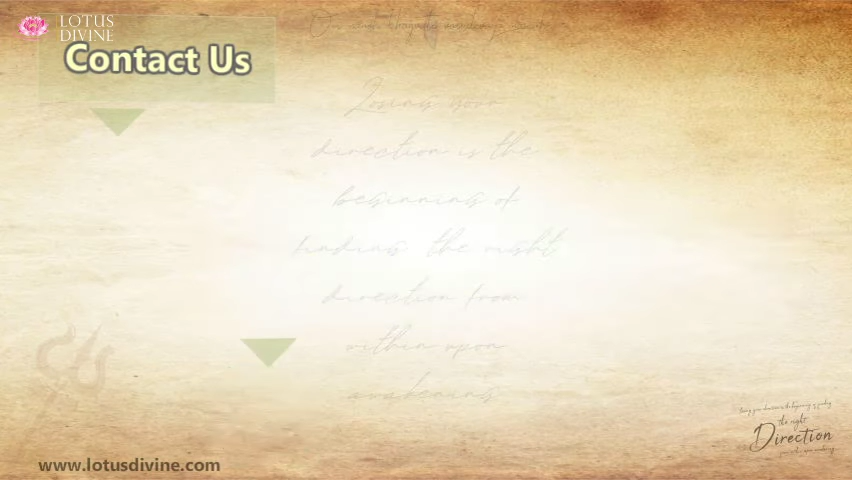 LOTUS
DIVINE
Contact Us
Losing your
direction is the
beginning of
finding the right
direction from
within upon
awakening
www.lotusdivine.com
the right
Direction